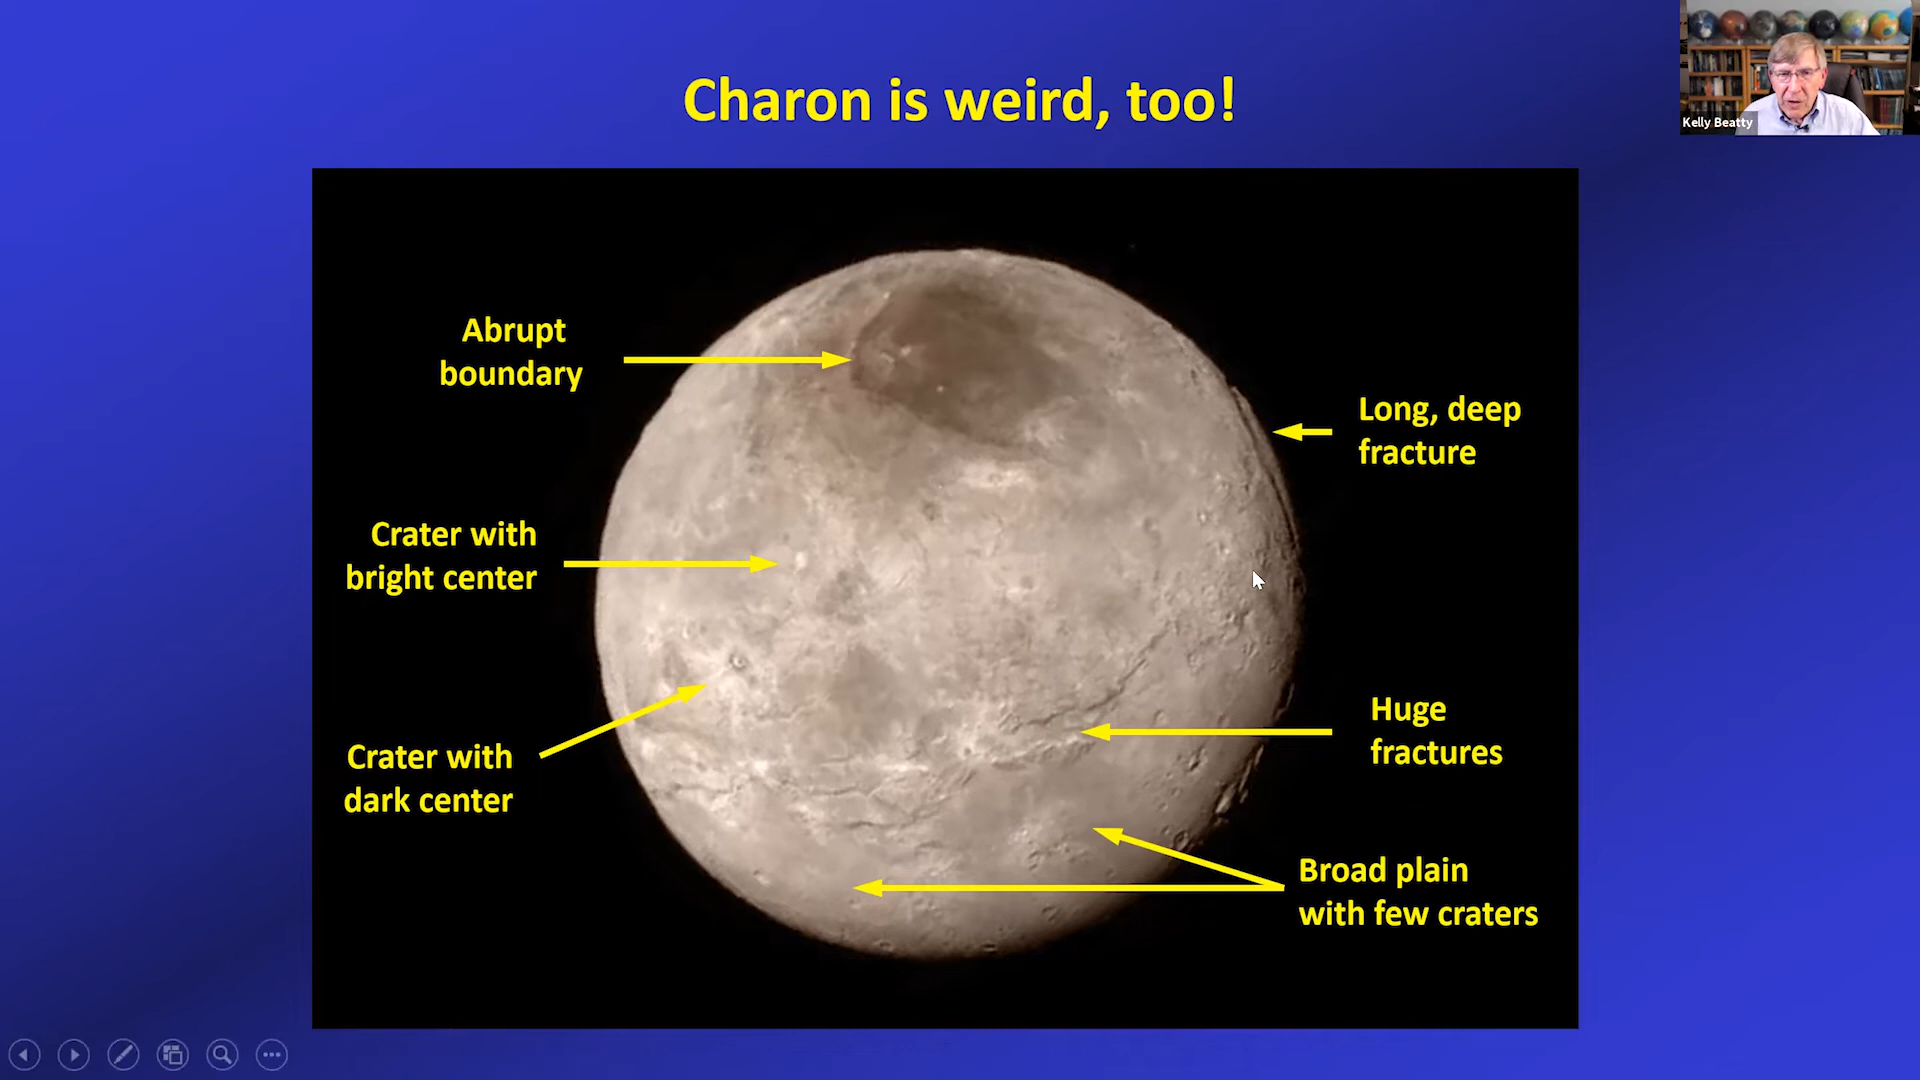 Charon is weird, too!
Kelly Beatty
Abrupt
boundary
Long, deep
fracture
Crater with
bright center
Huge
fractures
Crater with
dark center
Broad plain
with few craters